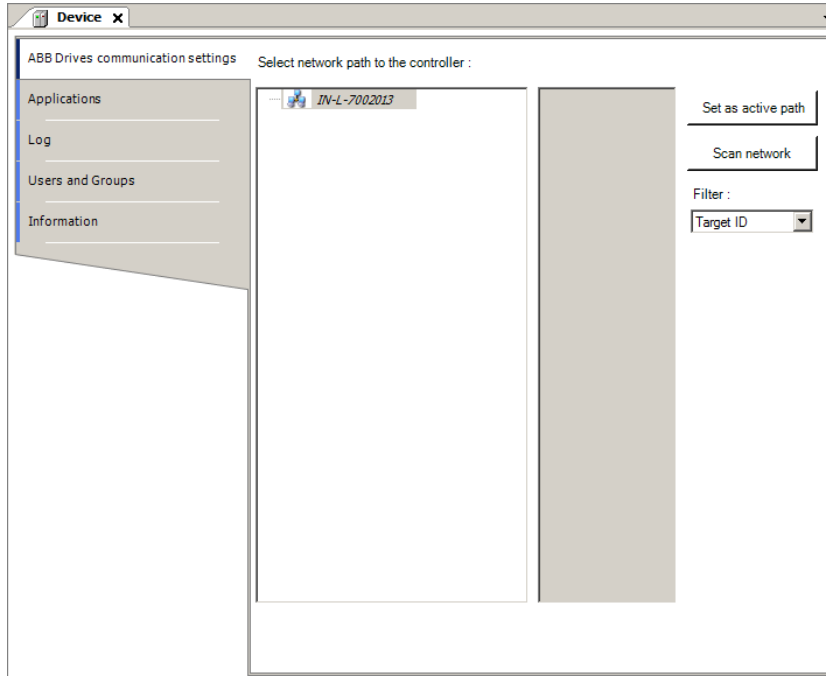 Device X
ABB Drives communication settings
Applications
Log
Users and Groups
Information
Select network path to the controller :
IN-L-7002013
Set as active path
Scan network
Filter :
Target ID